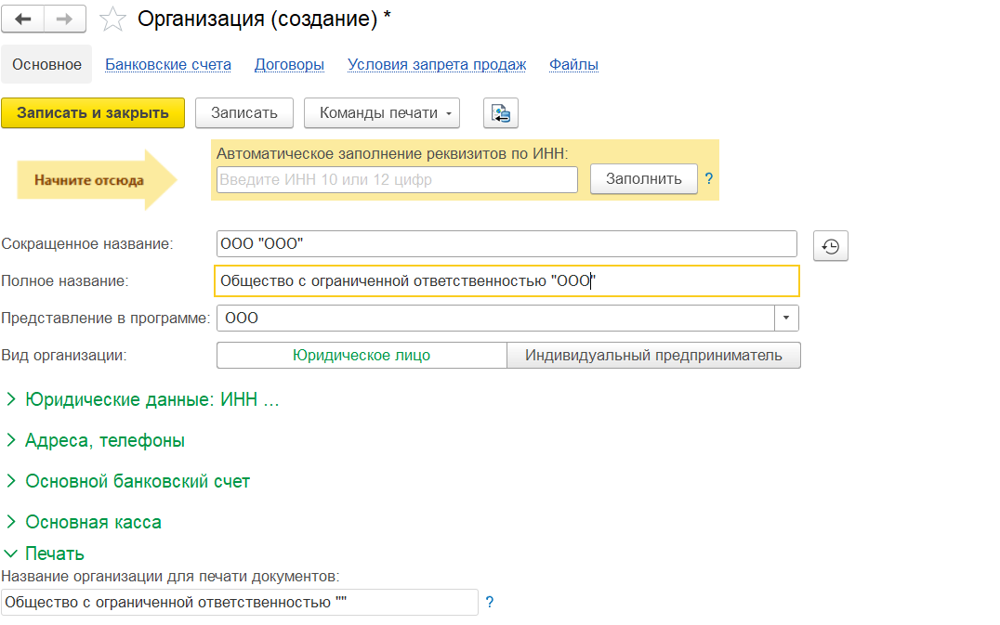 Организация (создание) *
Основное Банковские счета Договоры Условия запрета продаж Файлы
Записать и закрыть Записать Команды печати
Автоматическое заполнение реквизитов по ИНН:
Начните отсюда Введите ИНН 10 или 12 цифр Заполнить ?
Сокращенное название: ООО "ООО"
Полное название: Общество с ограниченной ответственностью "ООО"
Представление в программе: ООО
Вид организации: Юридическое лицо Индивидуальный предприниматель
Юридические данные: ИНН ...
Адреса, телефоны
Основной банковский счет
Основная касса
Печать
Название организации для печати документов:
Общество с ограниченной ответственностью "" ?